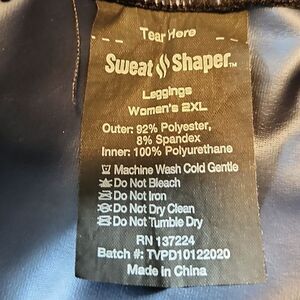 Tear Here
Sweat Shaper™
Leggings
Women's 2XL
Outer: 92% Polyester,
8% Spandex
Inner: 100% Polyurethane
Machine Wash Cold Gentle
Do Not Bleach
Do Not Iron
Do Not Dry Clean
Do Not Tumble Dry
RN 137224
Batch #: TVPD10122020
Made in China